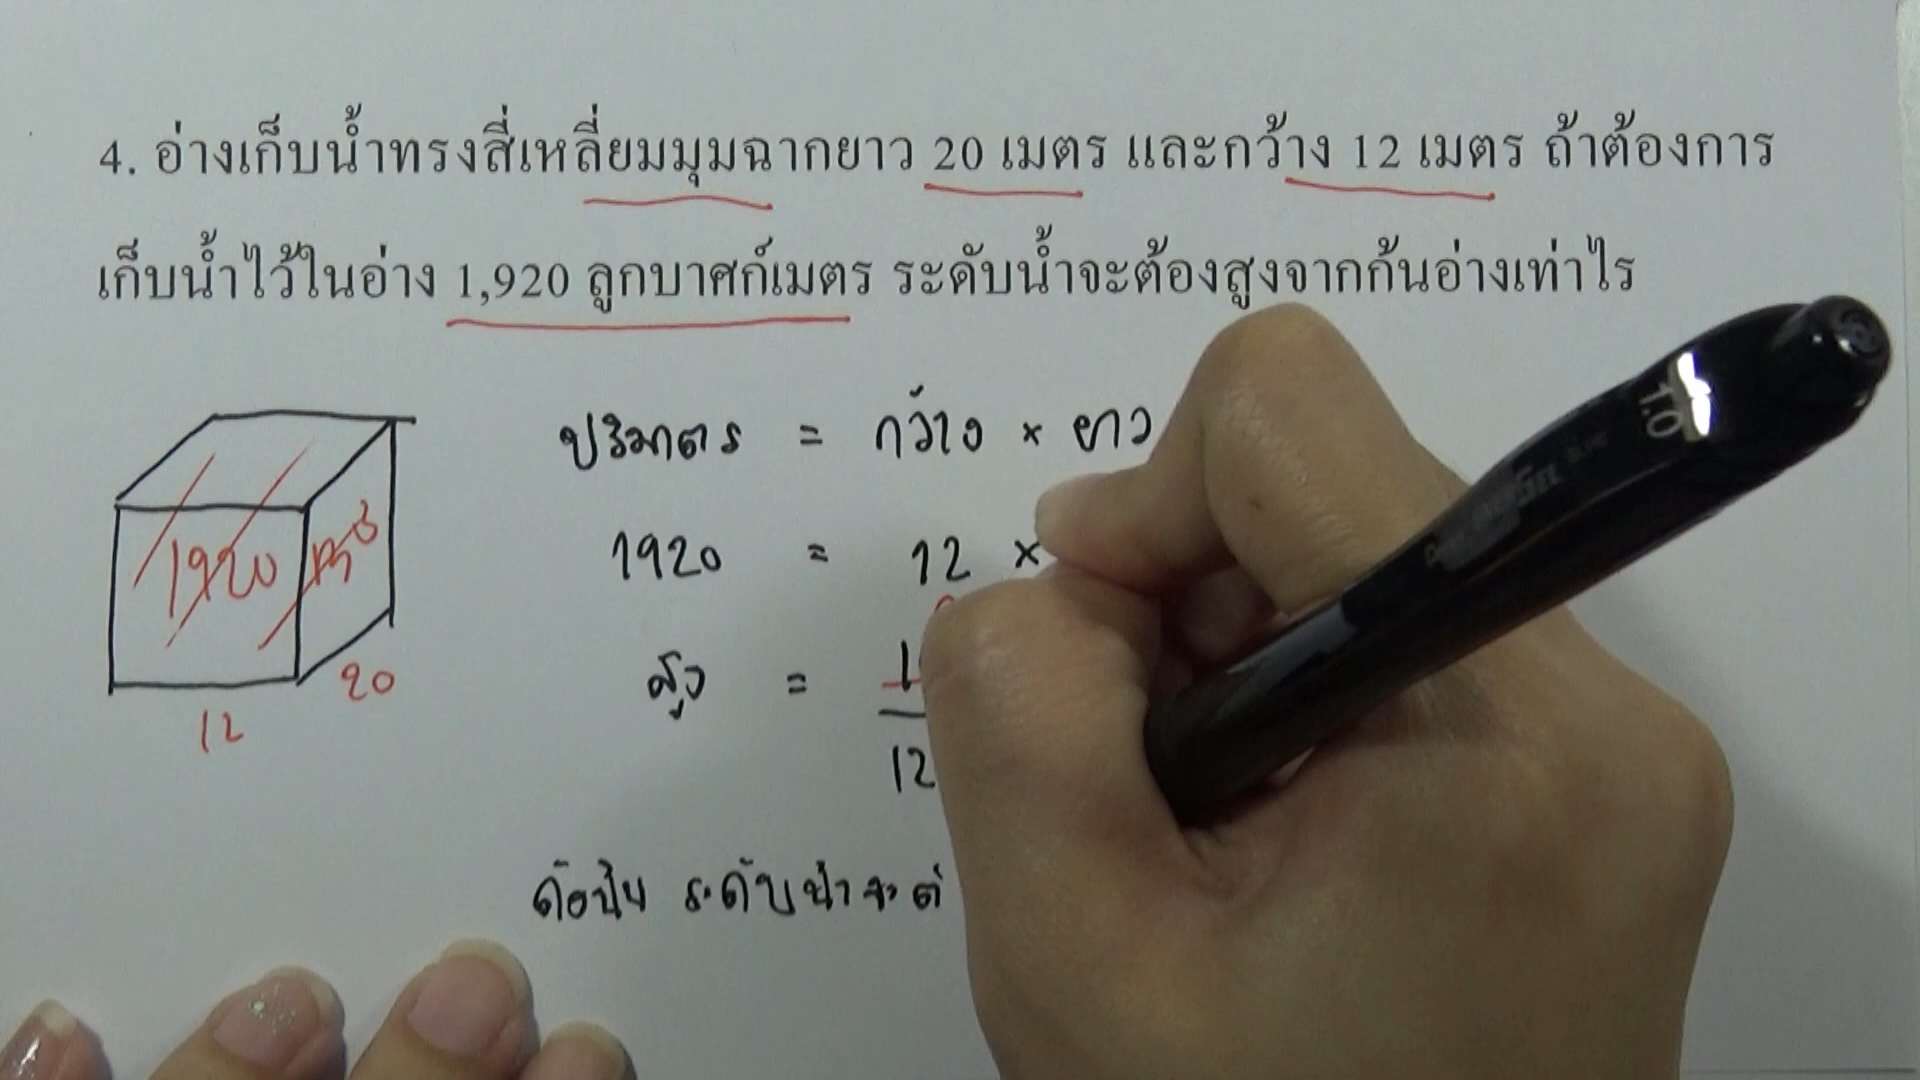 4. อ่างเก็บน้ำทรงสี่เหลี่ยมมุมฉากยาว 20 เมตร และกว้าง 12 เมตร ถ้าต้องการ
เก็บน้ำไว้ในอ่าง 1,920 ลูกบาศก์เมตร ระดับน้ำจะต้องสูงจากก้นอ่างเท่าไร
ปริมาตร = กว้าง × ยาว
1920 = 12 ×
สูง = 1
12
ดังนั้น ระดับน้ำจะต้
1920 m³
20
12
1.0